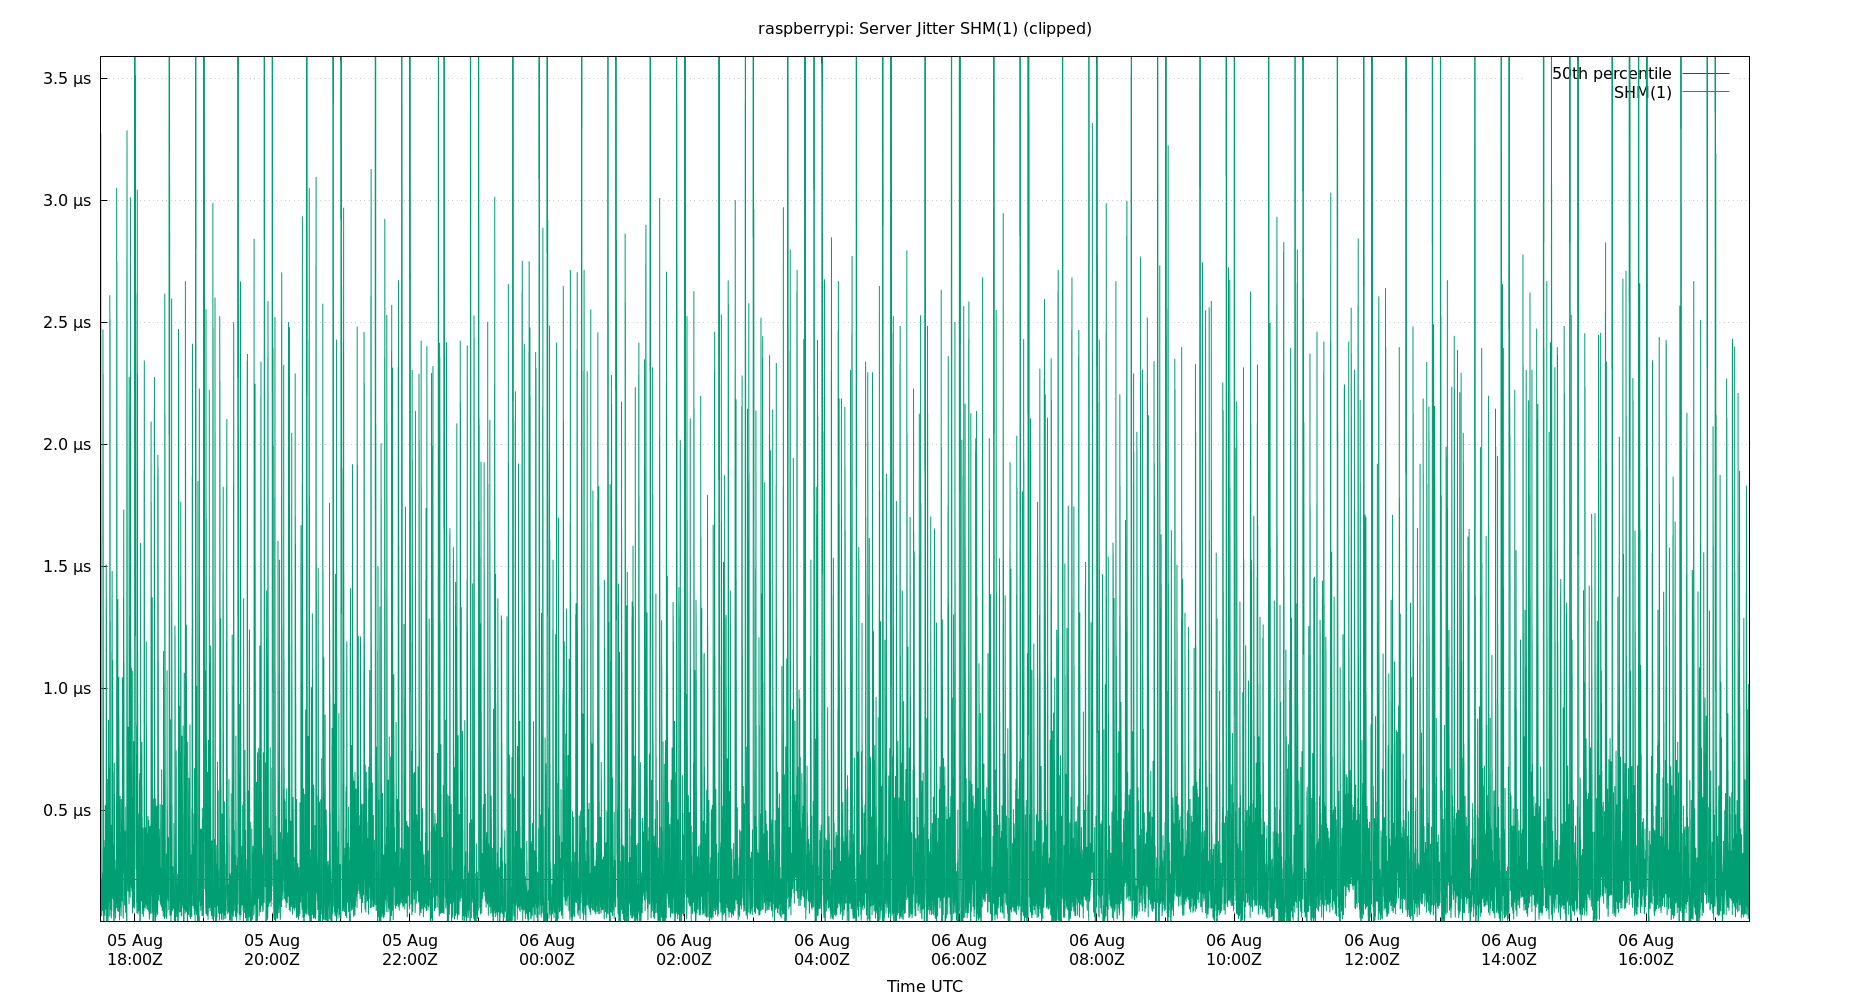 raspberrypi: Server Jitter SHM(1) (clipped)
3.5 µs
3.0 µs
2.5 µs
2.0 µs
1.5 µs
1.0 µs
0.5 µs
50th percentile
SHM(1)
05 Aug 05 Aug 05 Aug 06 Aug 06 Aug 06 Aug 06 Aug 06 Aug 06 Aug 06 Aug 06 Aug 06 Aug
18:00Z 20:00Z 22:00Z 00:00Z 02:00Z 04:00Z 06:00Z 08:00Z 10:00Z 12:00Z 14:00Z 16:00Z
Time UTC